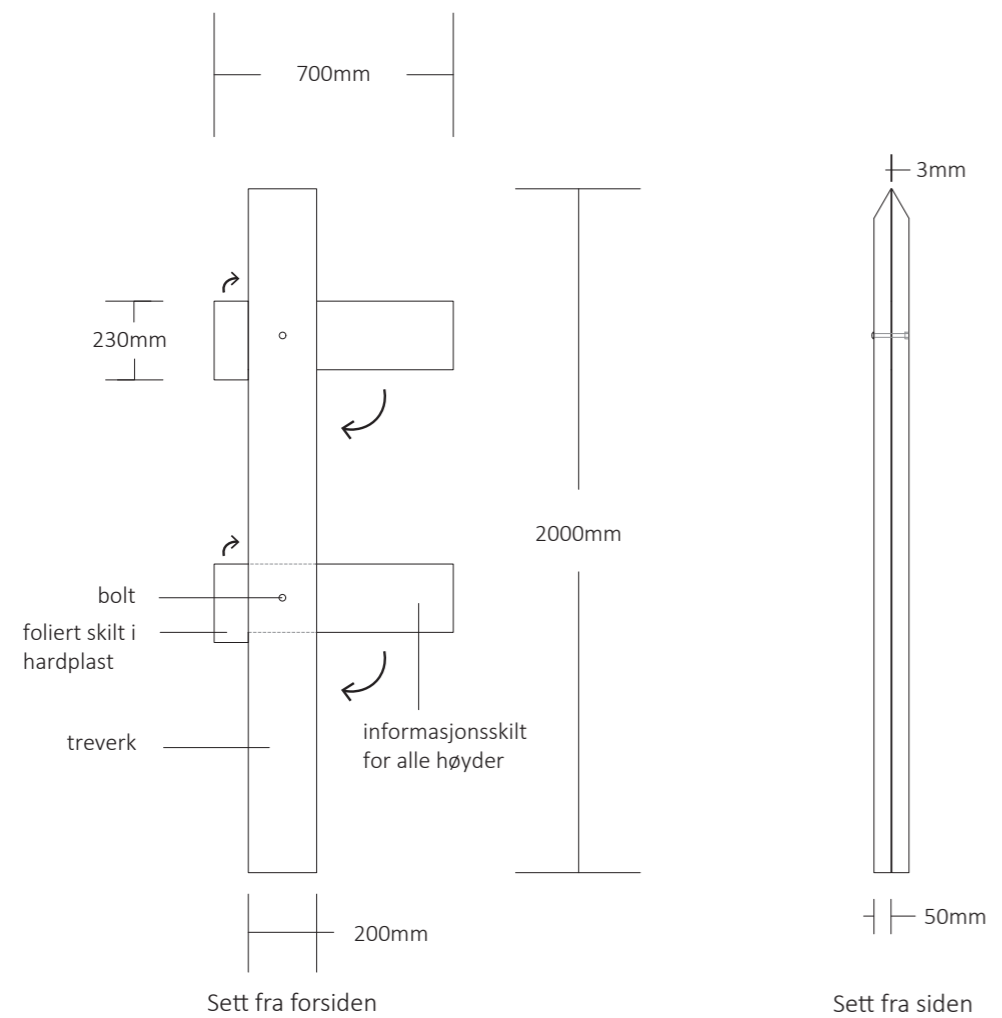 700mm
3mm
230mm
2000mm
bolt
foliert skilt i
hardplast
informasjonsskilt
for alle høyder
treverk
50mm
200mm
Sett fra forsiden
Sett fra siden